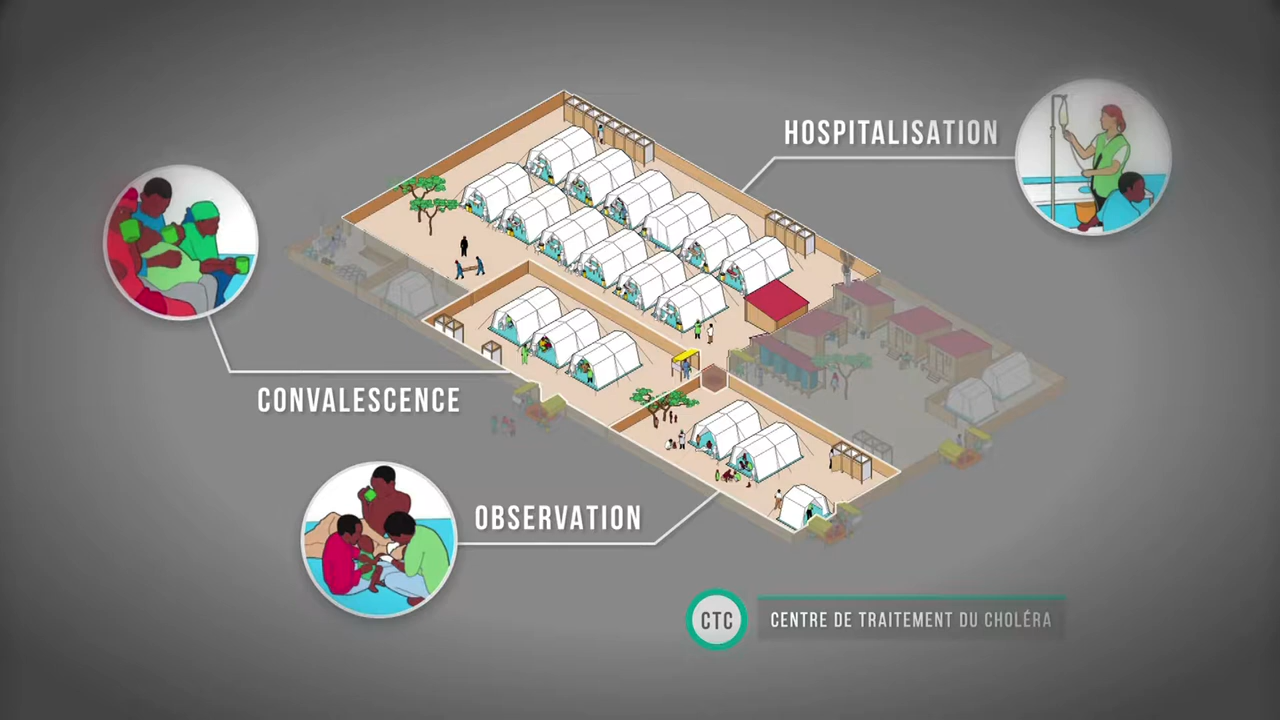 HOSPITALISATION
CONVALESCENCE
OBSERVATION
CTC
CENTRE DE TRAITEMENT DU CHOLÉRA